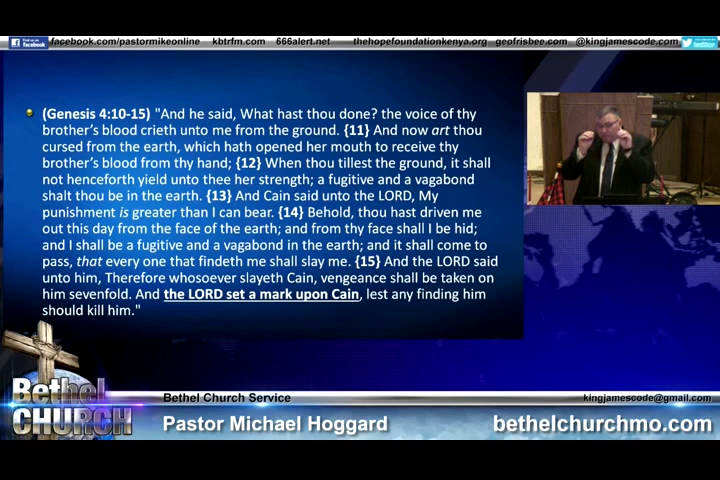 Find us on facebook facebook.com/pastormikeonline kbtrfm.com 666alert.net thehopefoundationkenya.org geofrisbee.com @kingjamescode.com twitter
(Genesis 4:10-15) "And he said, What hast thou done? the voice of thy
brother's blood crieth unto me from the ground. {11} And now art thou
cursed from the earth, which hath opened her mouth to receive thy
brother's blood from thy hand; {12} When thou tillest the ground, it shall
not henceforth yield unto thee her strength; a fugitive and a vagabond
shalt thou be in the earth. {13} And Cain said unto the LORD, My
punishment is greater than I can bear. {14} Behold, thou hast driven me
out this day from the face of the earth; and from thy face shall I be hid;
and I shall be a fugitive and a vagabond in the earth; and it shall come to
pass, that every one that findeth me shall slay me. {15} And the LORD said
unto him, Therefore whosoever slayeth Cain, vengeance shall be taken on
him sevenfold. And the LORD set a mark upon Cain, lest any finding him
should kill him."
Bethel
CHURCH
Bethel Church Service kingjamescode@gmail.com
Pastor Michael Hoggard bethelchurchmo.com